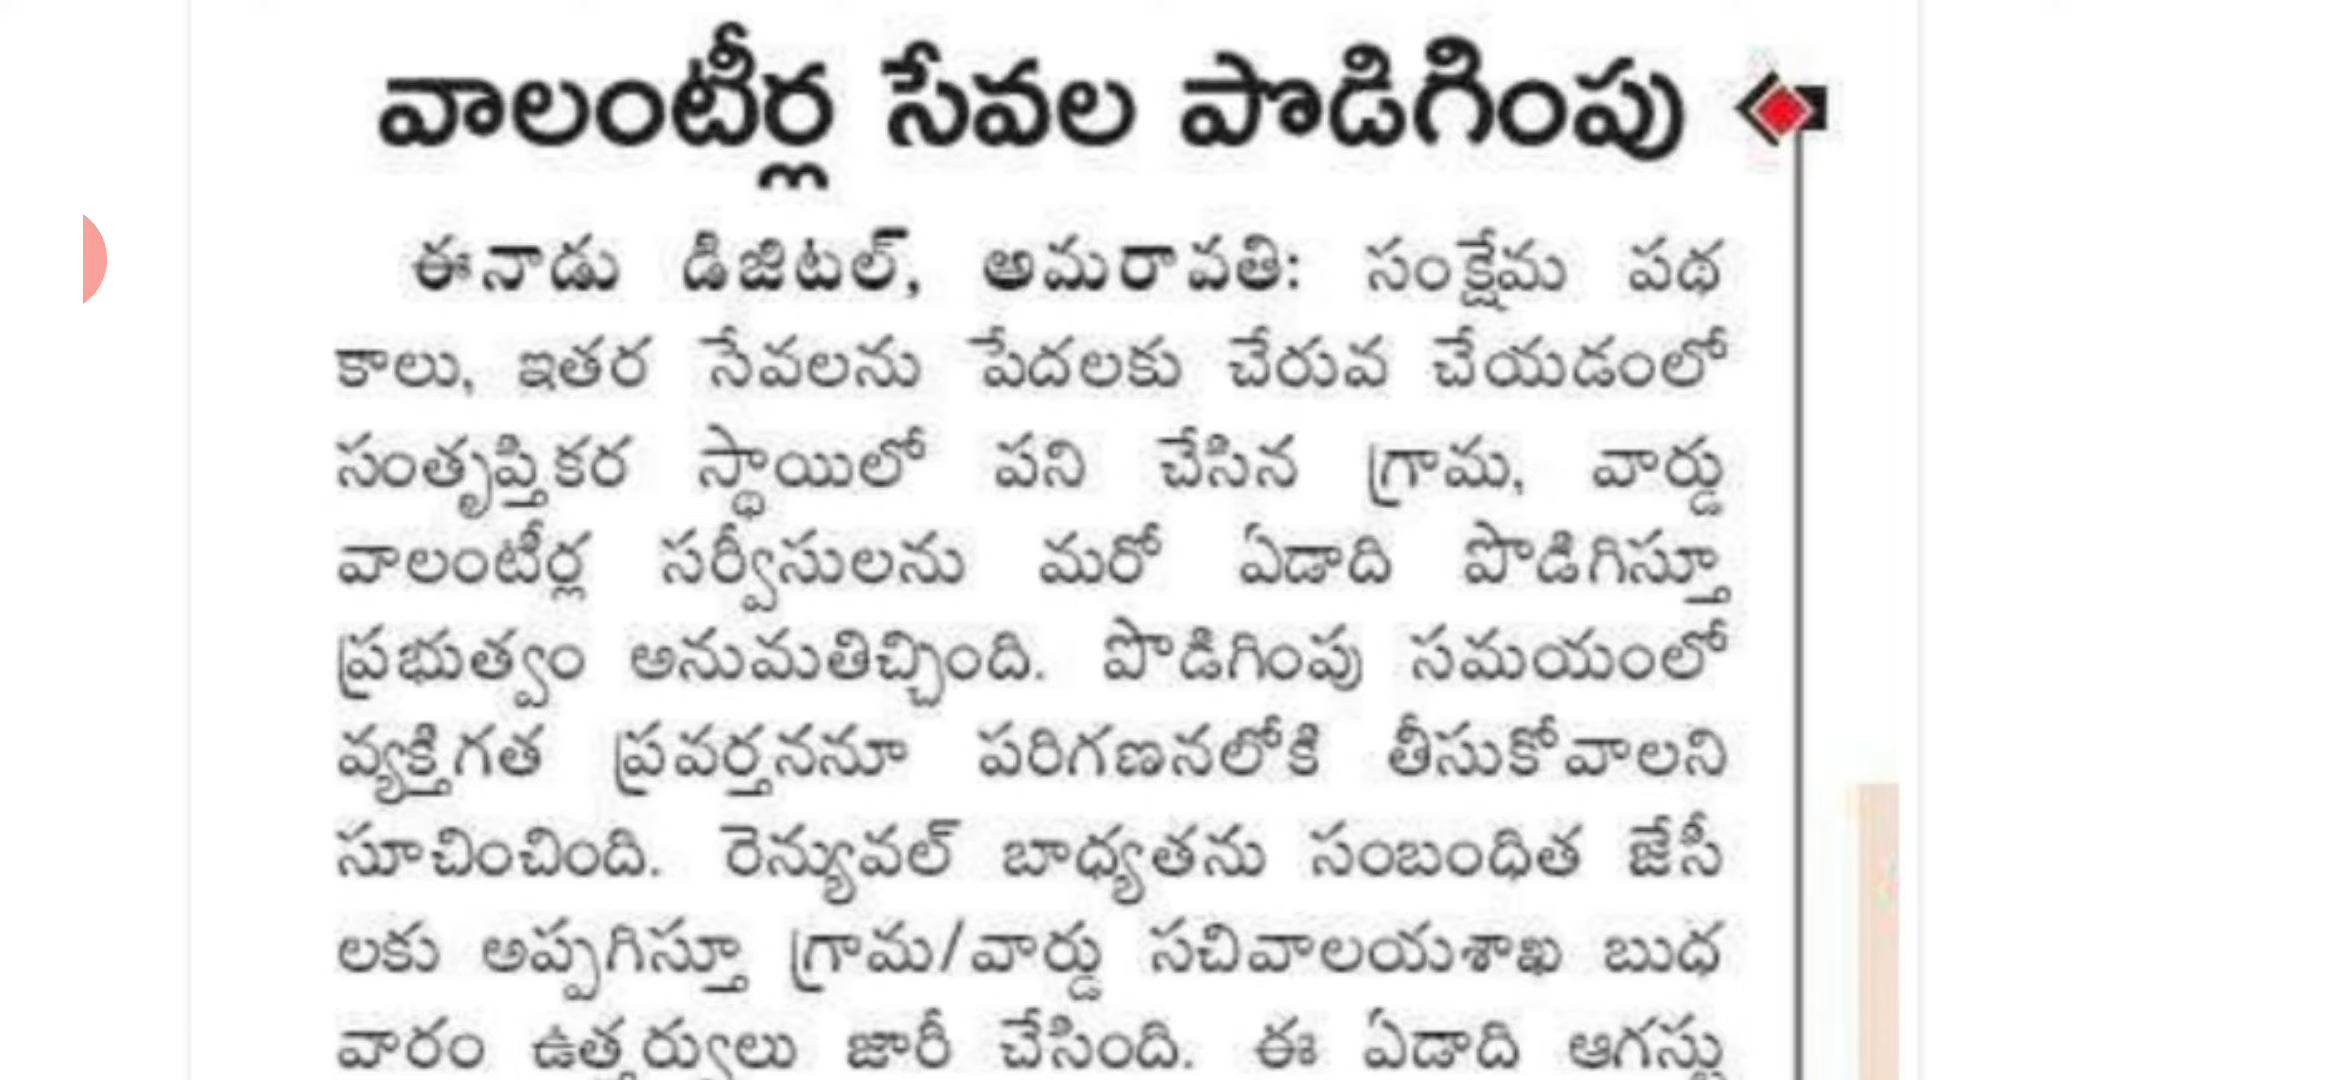 వాలంటీర్ల సేవల పొడిగింపు
ఈనాడు డిజిటల్, అమరావతి: సంక్షేమ పథ
కాలు, ఇతర సేవలను పేదలకు చేరువ చేయడంలో
సంతృప్తికర స్థాయిలో పని చేసిన గ్రామ, వార్డు
వాలంటీర్ల సర్వీసులను మరో ఏడాది పొడిగిస్తూ
ప్రభుత్వం అనుమతిచ్చింది. పొడిగింపు సమయంలో
వ్యక్తిగత ప్రవర్తననూ పరిగణనలోకి తీసుకోవాలని
సూచించింది. రెన్యువల్ బాధ్యతను సంబంధిత జేసీ
లకు అప్పగిస్తూ గ్రామ/వార్డు సచివాలయశాఖ బుధ
వారం ఉత్తర్వులు జారీ చేసింది. ఈ ఏడాది ఆగస్టు